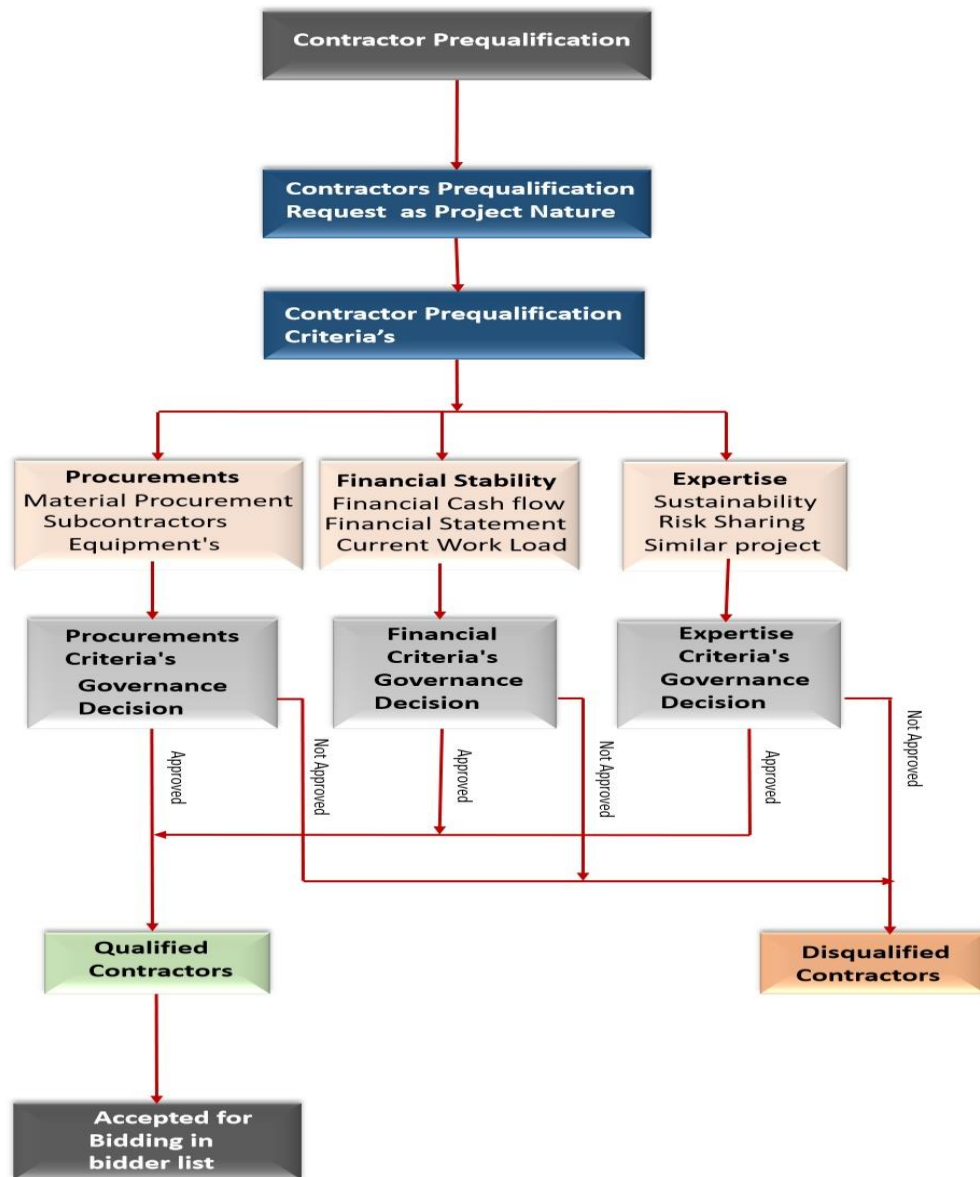 Contractor Prequalification
Contractors Prequalification
Request as Project Nature
Contractor Prequalification
Criteria’s
Procurements
Material Procurement
Subcontractors
Equipment's
Financial Stability
Financial Cash flow
Financial Statement
Current Work Load
Expertise
Sustainability
Risk Sharing
Similar project
Procurements
Criteria's
Governance
Decision
Financial
Criteria's
Governance
Decision
Expertise
Criteria's
Governance
Decision
Approved
Not Approved
Approved
Not Approved
Approved
Not Approved
Qualified
Contractors
Disqualified
Contractors
Accepted for
Bidding in
bidder list